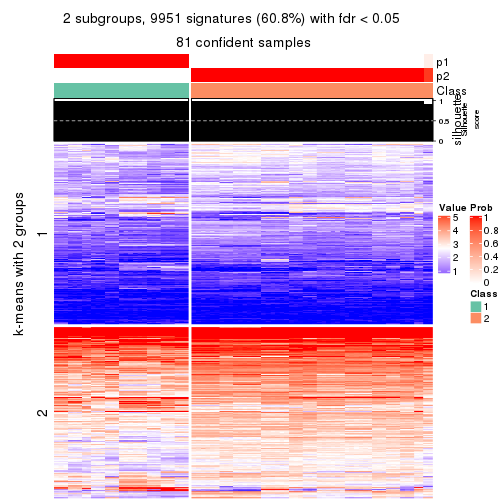 2 subgroups, 9951 signatures (60.8%) with fdr < 0.05
81 confident samples
p1
p2
Class
1
0.5
0
silhouette
Silhouette
score
k-means with 2 groups
1
2
Value
5
4
3
2
1
Prob
1
0.8
0.6
0.4
0.2
0
Class
1
2